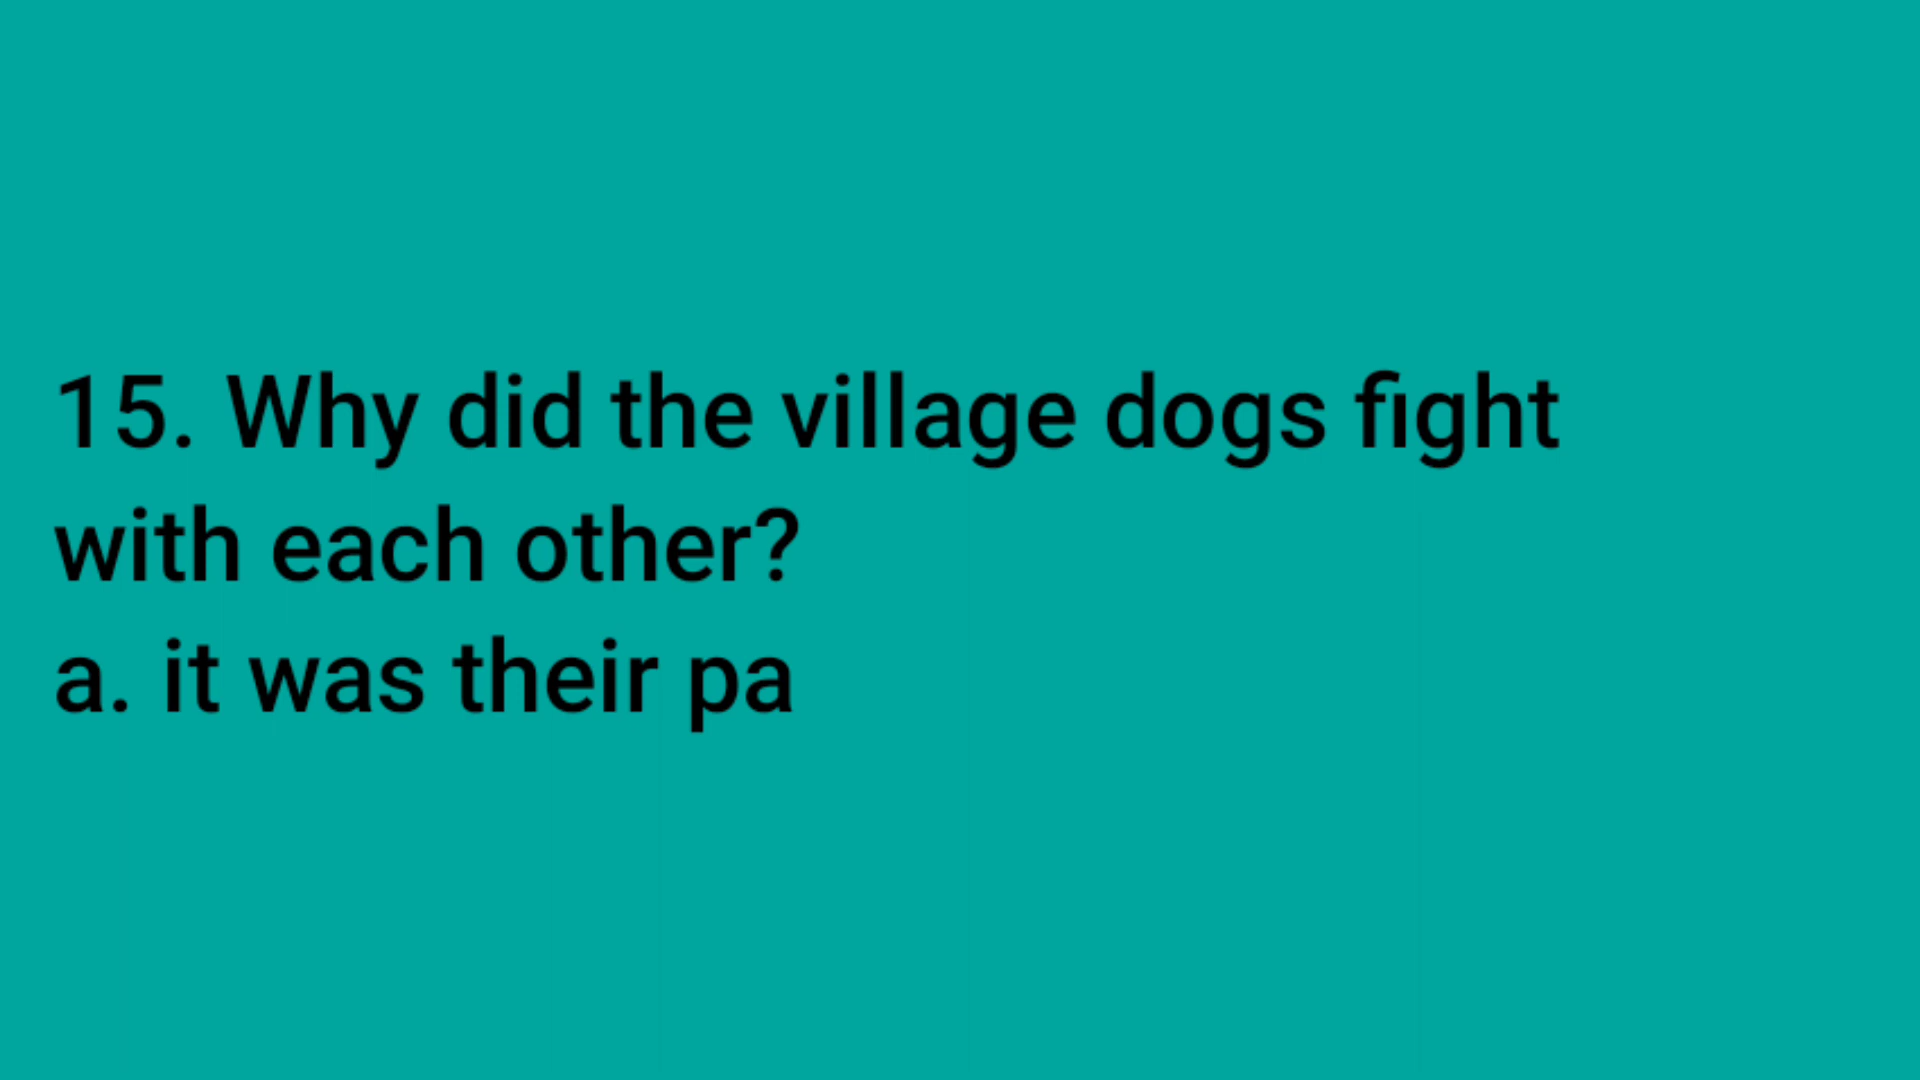 15. Why did the village dogs fight
with each other?
a. it was their pa